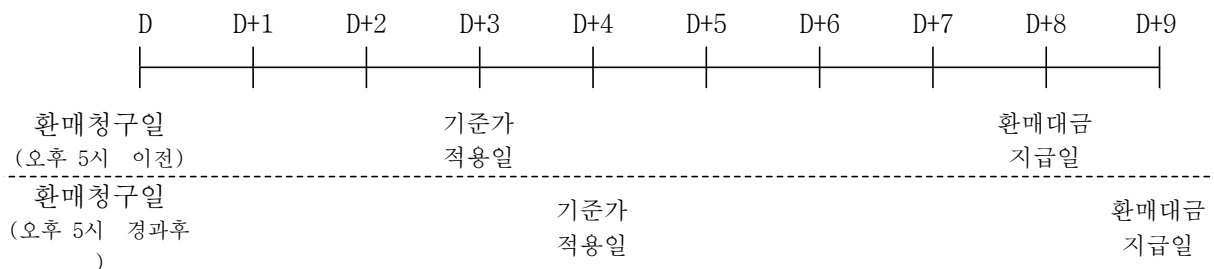 D D+1 D+2 D+3 D+4 D+5 D+6 D+7 D+8 D+9
환매청구일 기준가 환매대금
(오후 5시 이전) 적용일 지급일
환매청구일 기준가 환매대금
(오후 5시 경과후 적용일 지급일
)